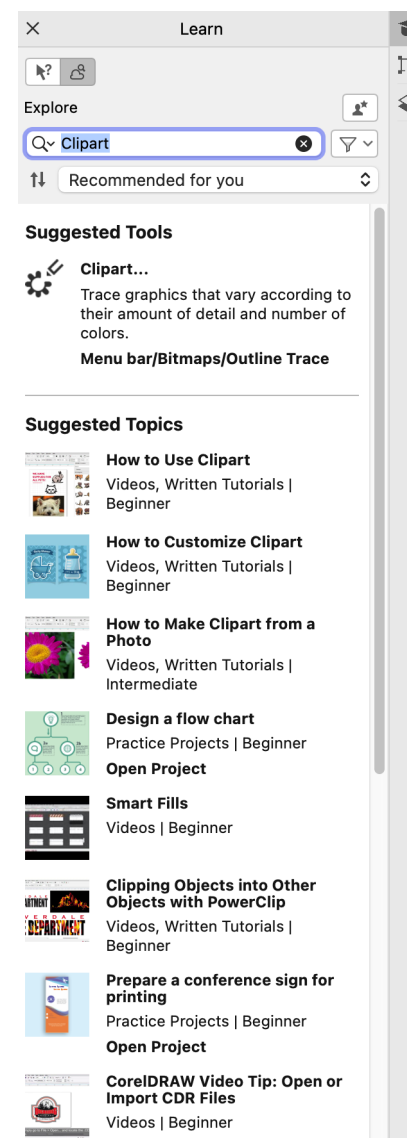 Learn
?
Explore
Clipart
Recommended for you
Suggested Tools
Clipart...
Trace graphics that vary according to
their amount of detail and number of
colors.
Menu bar/Bitmaps/Outline Trace
Suggested Topics
How to Use Clipart
Videos, Written Tutorials |
Beginner
How to Customize Clipart
Videos, Written Tutorials |
Beginner
How to Make Clipart from a
Photo
Videos, Written Tutorials |
Intermediate
Design a flow chart
Practice Projects | Beginner
Open Project
Smart Fills
Videos | Beginner
Clipping Objects into Other
Objects with PowerClip
Videos, Written Tutorials |
Beginner
Prepare a conference sign for
printing
Practice Projects | Beginner
Open Project
CorelDRAW Video Tip: Open or
Import CDR Files
Videos | Beginner